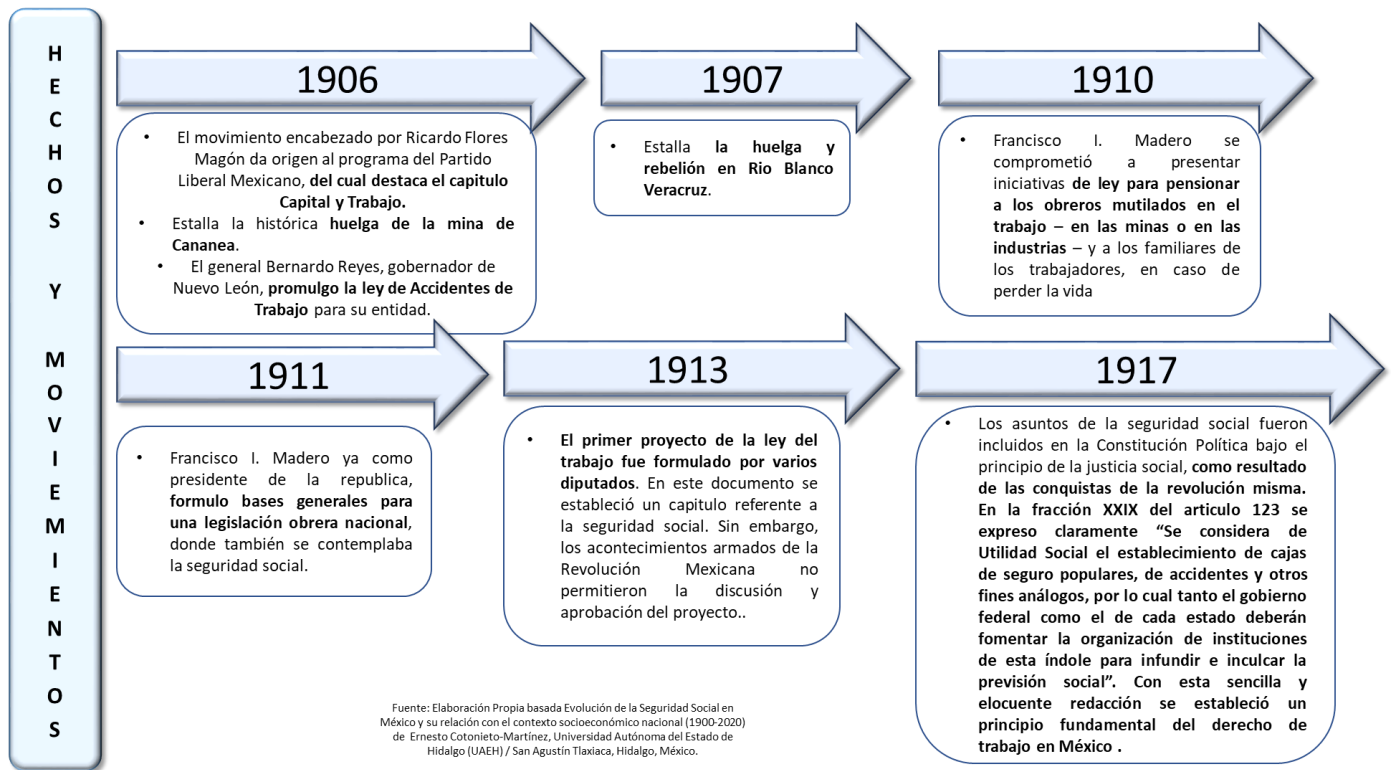 HECHOS Y MOVIEMIENTOS
1906
• El movimiento encabezado por Ricardo Flores
Magón da origen al programa del Partido
Liberal Mexicano, del cual destaca el capitulo
Capital y Trabajo.
• Estalla la histórica huelga de la mina de
Cananea.
• El general Bernardo Reyes, gobernador de
Nuevo León, promulgo la ley de Accidentes de
Trabajo para su entidad.
1907
• Estalla la huelga y
rebelión en Rio Blanco
Veracruz.
1910
• Francisco I. Madero se
comprometió a presentar
iniciativas de ley para pensionar
a los obreros mutilados en el
trabajo – en las minas o en las
industrias – y a los familiares de
los trabajadores, en caso de
perder la vida
1911
• Francisco I. Madero ya como
presidente de la republica,
formulo bases generales para
una legislación obrera nacional,
donde también se contemplaba
la seguridad social.
1913
• El primer proyecto de la ley del
trabajo fue formulado por varios
diputados. En este documento se
estableció un capitulo referente a
la seguridad social. Sin embargo,
los acontecimientos armados de la
Revolución Mexicana no
permitieron la discusión y
aprobación del proyecto..
1917
• Los asuntos de la seguridad social fueron
incluidos en la Constitución Política bajo el
principio de la justicia social, como resultado
de las conquistas de la revolución misma.
En la fracción XXIX del articulo 123 se
expreso claramente “Se considera de
Utilidad Social el establecimiento de cajas
de seguro populares, de accidentes y otros
fines análogos, por lo cual tanto el gobierno
federal como el de cada estado deberán
fomentar la organización de instituciones
de esta índole para infundir e inculcar la
previsión social”. Con esta sencilla y
elocuente redacción se estableció un
principio fundamental del derecho de
trabajo en México .
Fuente: Elaboración Propia basada Evolución de la Seguridad Social en
México y su relación con el contexto socioeconómico nacional (1900-2020)
de Ernesto Cotonieto-Martínez, Universidad Autónoma del Estado de
Hidalgo (UAEH) / San Agustín Tlaxiaca, Hidalgo, México.